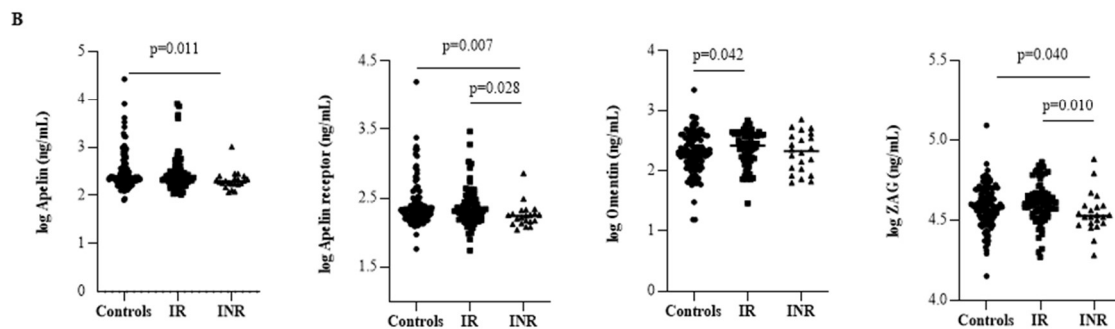 B
log Apelin (ng/mL)
5
4
3
2
1
0
p=0.011
Controls IR INR
log Apelin receptor (ng/mL)
4.5
3.5
2.5
1.5
p=0.007
p=0.028
Controls IR INR
log Omentin (ng/mL)
4
3
2
1
0
p=0.042
Controls IR INR
log ZAG (ng/mL)
5.5
5.0
4.5
4.0
p=0.040
p=0.010
Controls IR INR